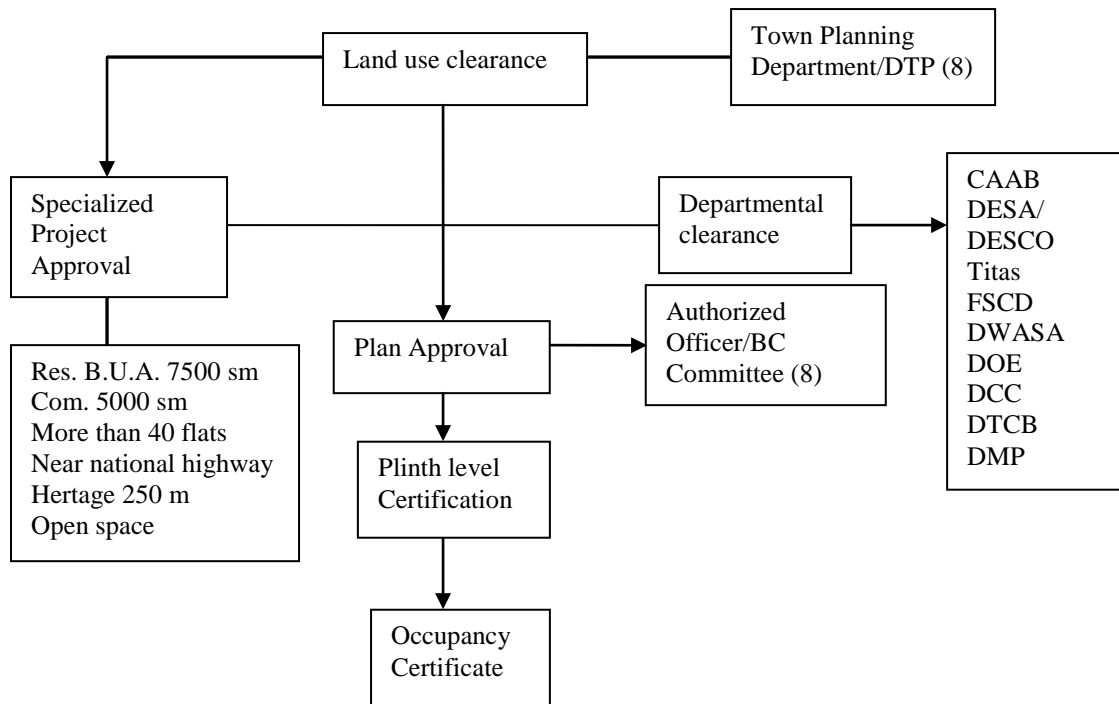 Land use clearance
Town Planning
Department/DTP (8)
Specialized
Project
Approval
Departmental
clearance
CAAB
DESA/
DESCO
Titas
FSCD
DWASA
DOE
DCC
DTCB
DMP
Plan Approval
Authorized
Officer/BC
Committee (8)
Res. B.U.A. 7500 sm
Com. 5000 sm
More than 40 flats
Near national highway
Hertage 250 m
Open space
Plinth level
Certification
Occupancy
Certificate